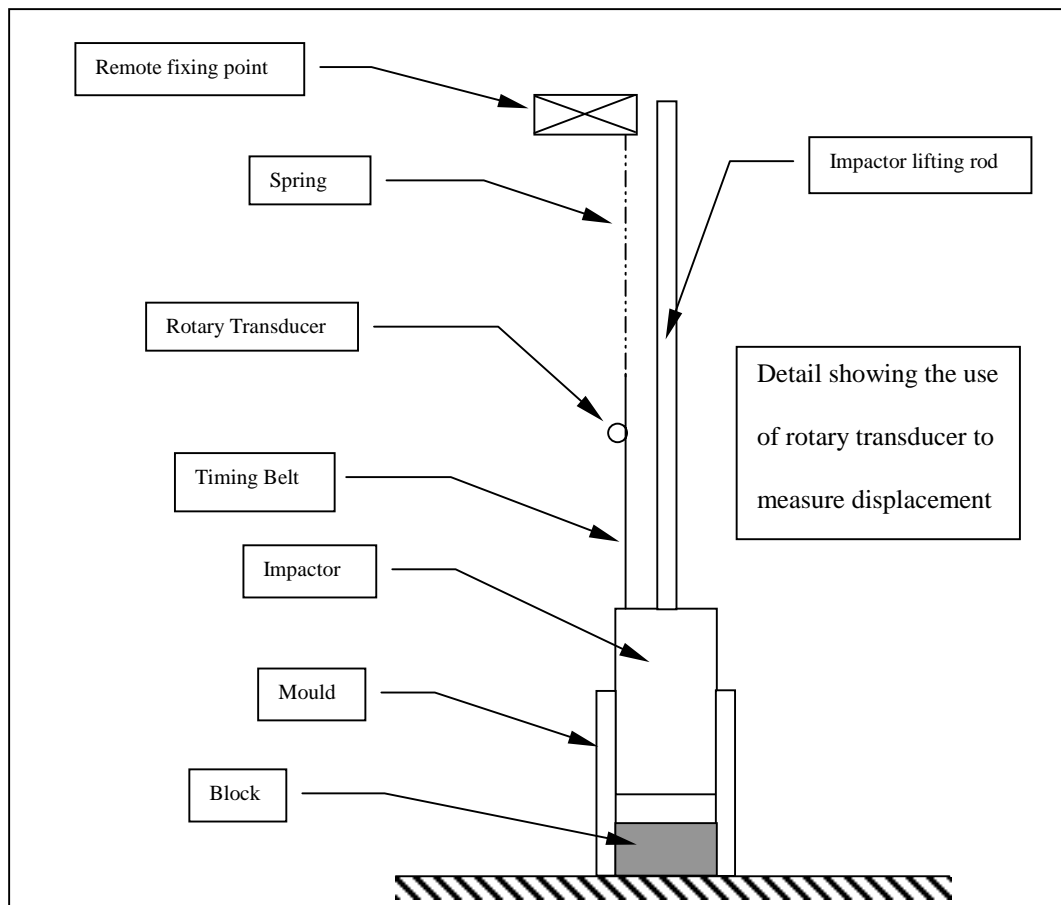 Remote fixing point
Spring
Impactor lifting rod
Rotary Transducer
Detail showing the use
of rotary transducer to
measure displacement
Timing Belt
Impactor
Mould
Block